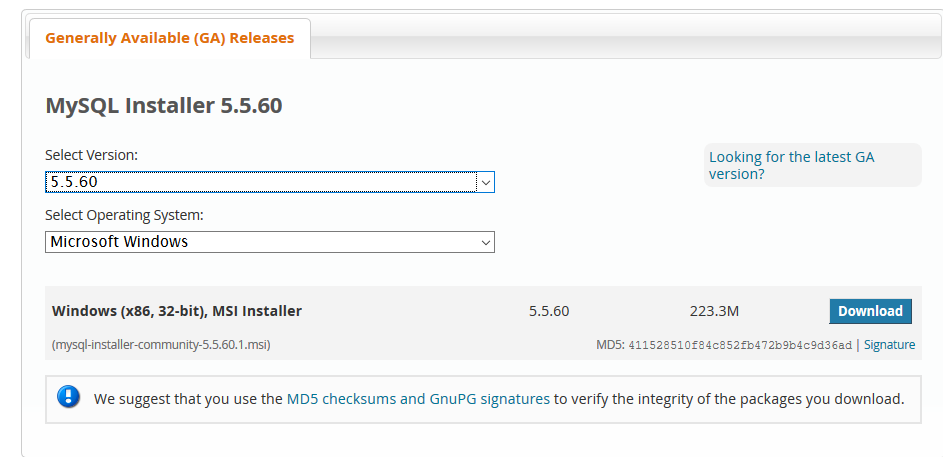 Generally Available (GA) Releases
MySQL Installer 5.5.60
Select Version:
5.5.60
Looking for the latest GA
version?
Select Operating System:
Microsoft Windows
Windows (x86, 32-bit), MSI Installer 5.5.60 223.3M Download
(mysql-installer-community-5.5.60.1.msi) MD5: 411528510f84c852fb472b9b4c9d36ad | Signature
We suggest that you use the MD5 checksums and GnuPG signatures to verify the integrity of the packages you download.